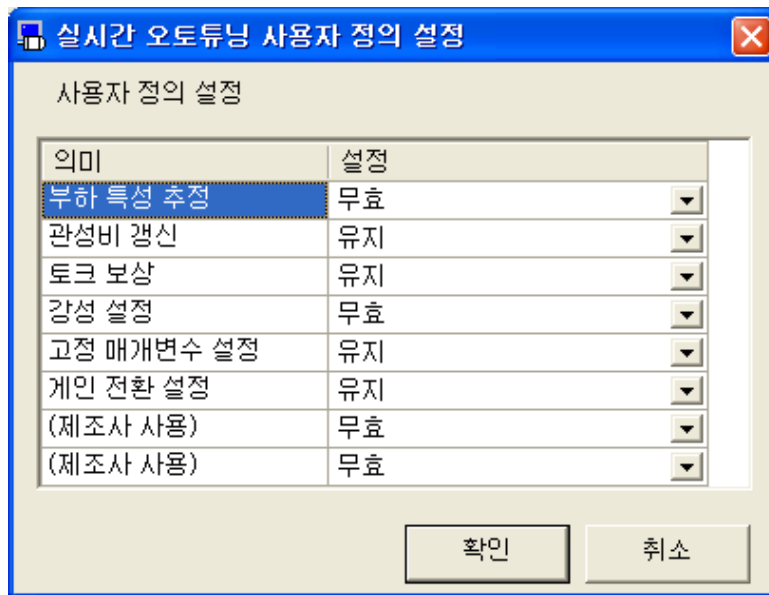 실시간 오토튜닝 사용자 정의 설정
사용자 정의 설정
의미 설정
부하 특성 추정 무효
관성비 갱신 유지
토크 보상 유지
강성 설정 무효
고정 매개변수 설정 유지
게인 전환 설정 유지
(제조사 사용) 무효
(제조사 사용) 무효
확인 취소